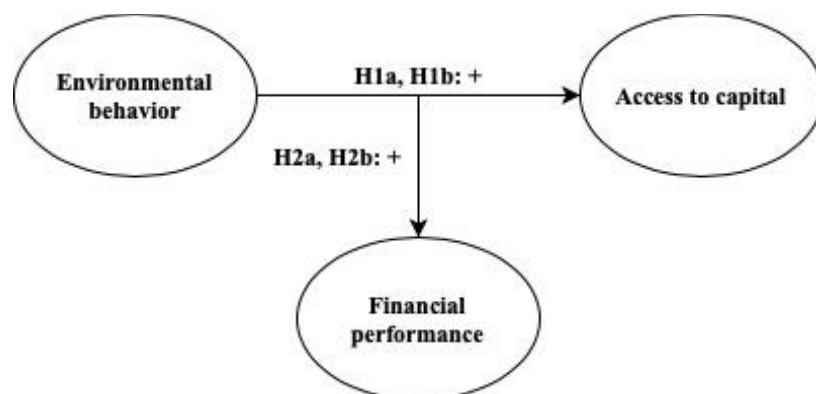 Environmental
behavior
H1a, H1b: +
Access to capital
H2a, H2b: +
Financial
performance